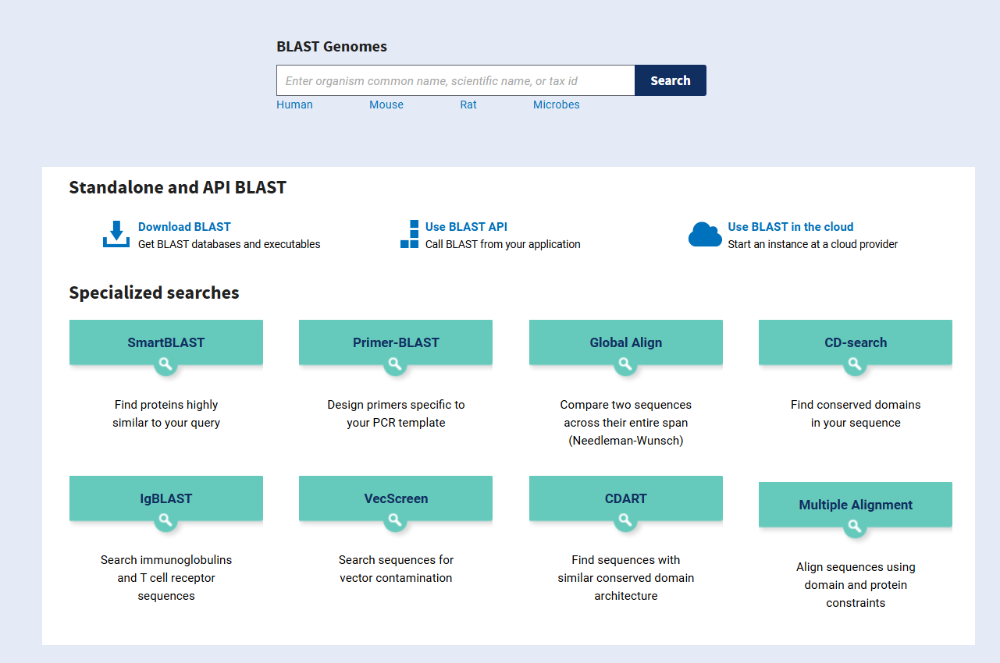 BLAST Genomes
Enter organism common name, scientific name, or tax id
Search
Human Mouse Rat Microbes
Standalone and API BLAST
Download BLAST
Get BLAST databases and executables
Use BLAST API
Call BLAST from your application
Use BLAST in the cloud
Start an instance at a cloud provider
Specialized searches
SmartBLAST
Find proteins highly
similar to your query
Primer-BLAST
Design primers specific to
your PCR template
Global Align
Compare two sequences
across their entire span
(Needleman-Wunsch)
CD-search
Find conserved domains
in your sequence
IgBLAST
Search immunoglobulins
and T cell receptor
sequences
VecScreen
Search sequences for
vector contamination
CDART
Find sequences with
similar conserved domain
architecture
Multiple Alignment
Align sequences using
domain and protein
constraints